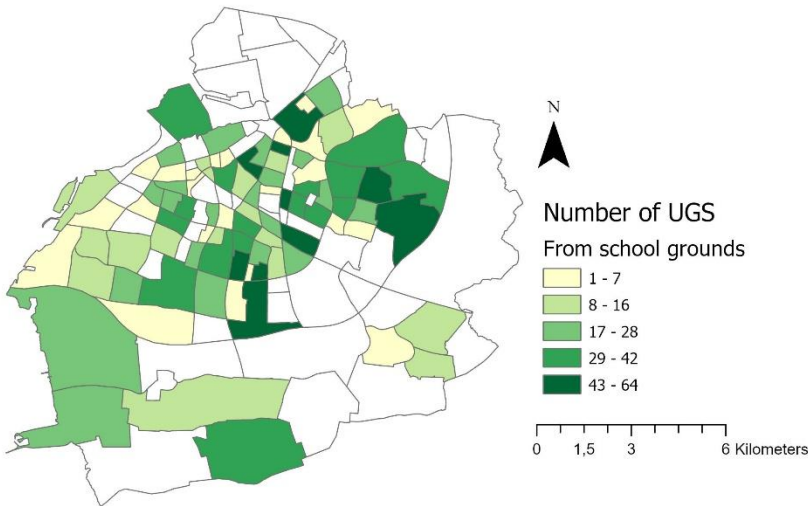 N
Number of UGS
From school grounds
1 - 7
8 - 16
17 - 28
29 - 42
43 - 64
0 1,5 3 6 Kilometers